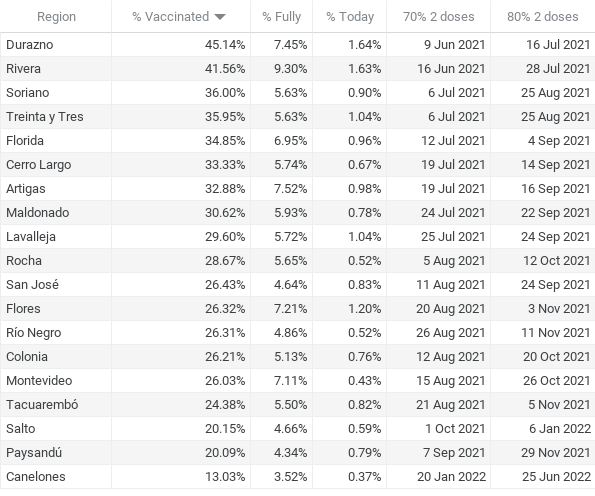 Region % Vaccinated % Fully % Today 70% 2 doses 80% 2 doses
Durazno 45.14% 7.45% 1.64% 9 Jun 2021 16 Jul 2021
Rivera 41.56% 9.30% 1.63% 16 Jun 2021 28 Jul 2021
Soriano 36.00% 5.63% 0.90% 6 Jul 2021 25 Aug 2021
Treinta y Tres 35.95% 5.63% 1.04% 6 Jul 2021 25 Aug 2021
Florida 34.85% 6.95% 0.96% 12 Jul 2021 4 Sep 2021
Cerro Largo 33.33% 5.74% 0.67% 19 Jul 2021 14 Sep 2021
Artigas 32.88% 7.52% 0.98% 19 Jul 2021 16 Sep 2021
Maldonado 30.62% 5.93% 0.78% 24 Jul 2021 22 Sep 2021
Lavalleja 29.60% 5.72% 1.04% 25 Jul 2021 24 Sep 2021
Rocha 28.67% 5.65% 0.52% 5 Aug 2021 12 Oct 2021
San José 26.43% 4.64% 0.83% 11 Aug 2021 24 Sep 2021
Flores 26.32% 7.21% 1.20% 20 Aug 2021 3 Nov 2021
Río Negro 26.31% 4.86% 0.52% 26 Aug 2021 11 Nov 2021
Colonia 26.21% 5.13% 0.76% 12 Aug 2021 20 Oct 2021
Montevideo 26.03% 7.11% 0.43% 15 Aug 2021 26 Oct 2021
Tacuarembó 24.38% 5.50% 0.82% 21 Aug 2021 5 Nov 2021
Salto 20.15% 4.66% 0.59% 1 Oct 2021 6 Jan 2022
Paysandú 20.09% 4.34% 0.79% 7 Sep 2021 29 Nov 2021
Canelones 13.03% 3.52% 0.37% 20 Jan 2022 25 Jun 2022